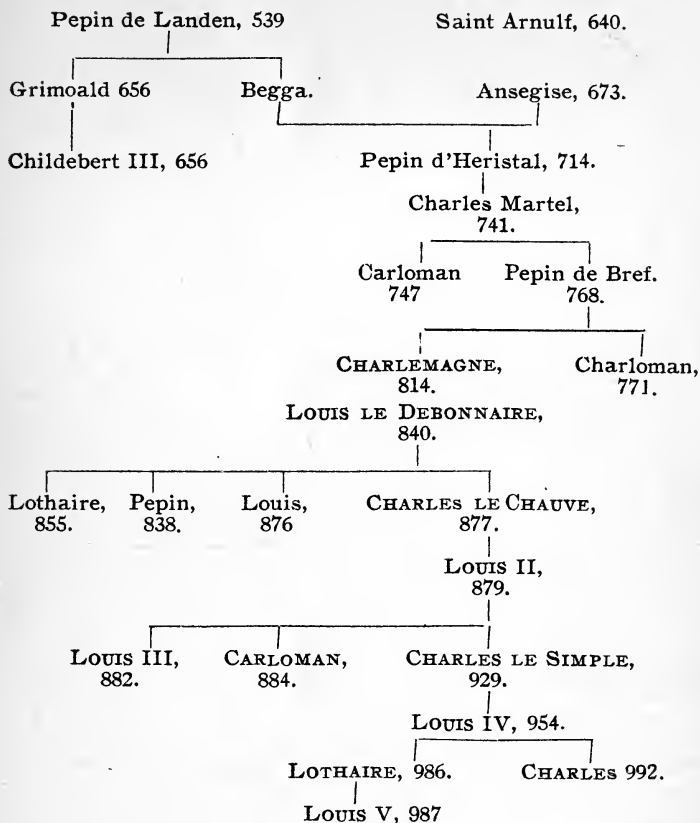 Pepin de Landen, 539 Saint Arnulf, 640.
Grimoald 656 Begga. Ansegise, 673.
Childebert III, 656 Pepin d'Heristal, 714.
Charles Martel,
741.
Carloman Pepin de Bref.
747 768.
CHARLEMAGNE, Charloman,
814. 771.
LOUIS LE DEBONNAIRE,
840.
Lothaire, Pepin, Louis, CHARLES LE CHAUVE,
855. 838. 876 877.
LOUIS II,
879.
LOUIS III, CARLOMAN, CHARLES LE SIMPLE,
882. 884. 929.
LOUIS IV, 954.
LOTHAIRE, 986. CHARLES 992.
LOUIS V, 987